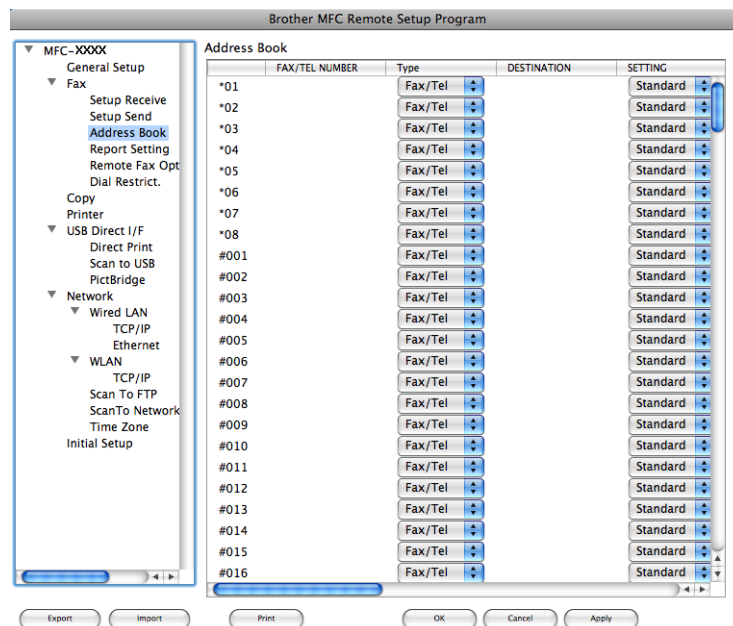 Brother MFC Remote Setup Program
MFC-XXXX
General Setup
Fax
Setup Receive
Setup Send
Address Book
Report Setting
Remote Fax Opt
Dial Restrict.
Copy
Printer
USB Direct I/F
Direct Print
Scan to USB
PictBridge
Network
Wired LAN
TCP/IP
Ethernet
WLAN
TCP/IP
Scan To FTP
ScanTo Network
Time Zone
Initial Setup
Address Book
FAX/TEL NUMBER Type DESTINATION SETTING
*01 Fax/Tel Standard
*02 Fax/Tel Standard
*03 Fax/Tel Standard
*04 Fax/Tel Standard
*05 Fax/Tel Standard
*06 Fax/Tel Standard
*07 Fax/Tel Standard
*08 Fax/Tel Standard
#001 Fax/Tel Standard
#002 Fax/Tel Standard
#003 Fax/Tel Standard
#004 Fax/Tel Standard
#005 Fax/Tel Standard
#006 Fax/Tel Standard
#007 Fax/Tel Standard
#008 Fax/Tel Standard
#009 Fax/Tel Standard
#010 Fax/Tel Standard
#011 Fax/Tel Standard
#012 Fax/Tel Standard
#013 Fax/Tel Standard
#014 Fax/Tel Standard
#015 Fax/Tel Standard
#016 Fax/Tel Standard
Export Import Print OK Cancel Apply